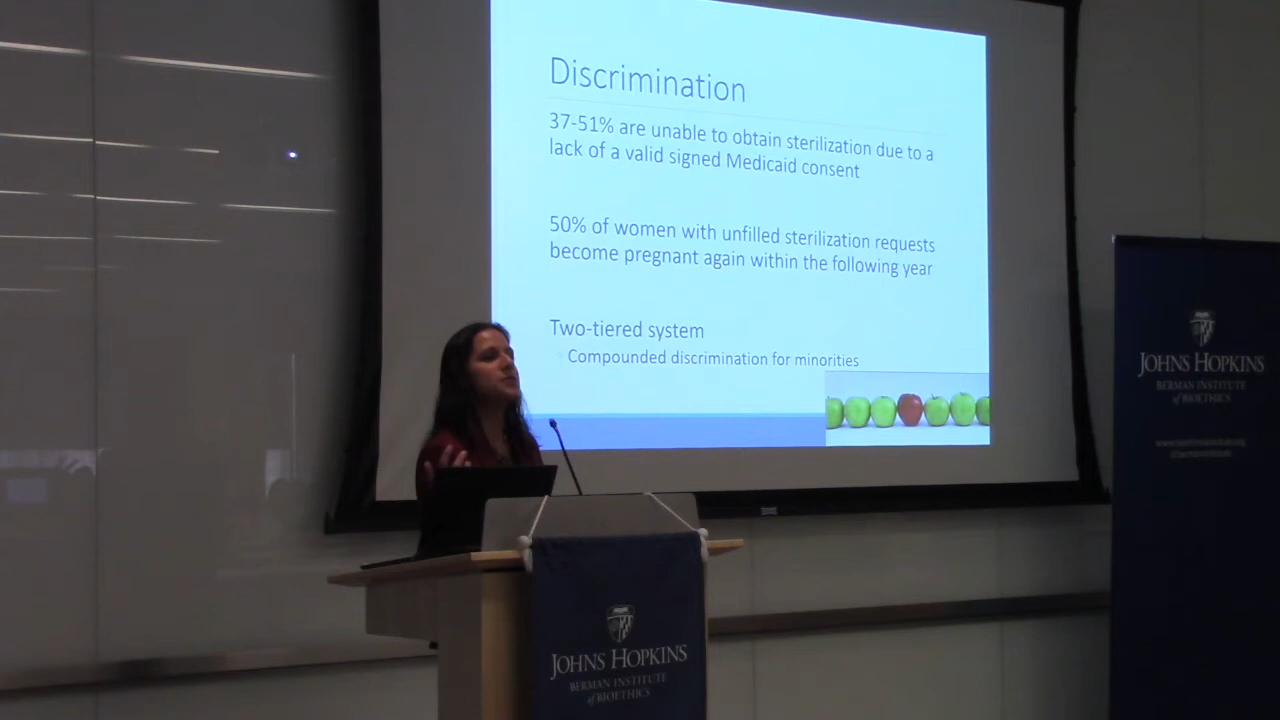 Discrimination
37-51% are unable to obtain sterilization due to a
lack of a valid signed Medicaid consent
50% of women with unfilled sterilization requests
become pregnant again within the following year
Two-tiered system
Compounded discrimination for minorities
JOHNS HOPKINS
BERMAN INSTITUTE
of BIOETHICS
JOHNS HOPKINS
BERMAN INSTITUTE
of BIOETHICS